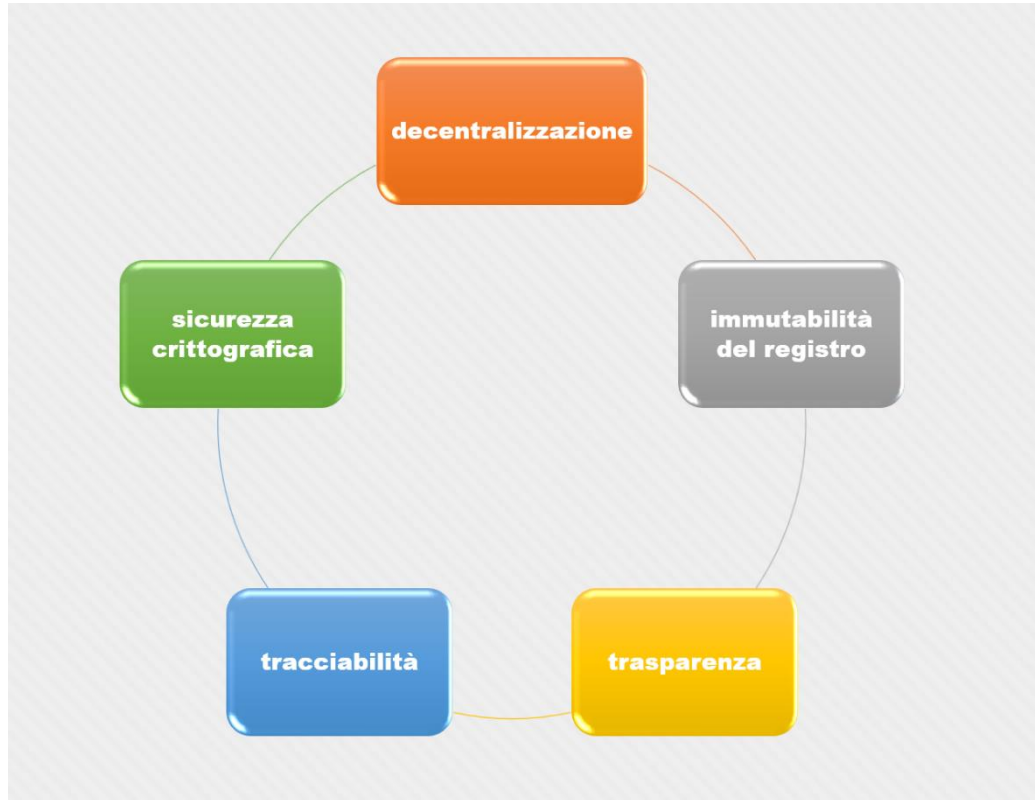 decentralizzazione
immutabilità
del registro
trasparenza
tracciabilità
sicurezza
crittografica